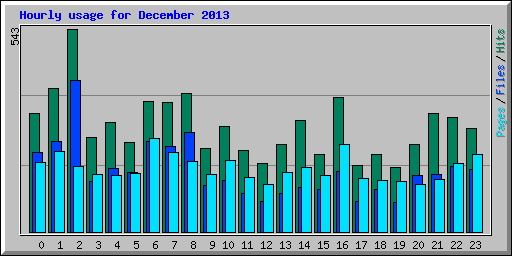 Hourly usage for December 2013
543
Pages / Files / Hits
0 1 2 3 4 5 6 7 8 9 10 11 12 13 14 15 16 17 18 19 20 21 22 23